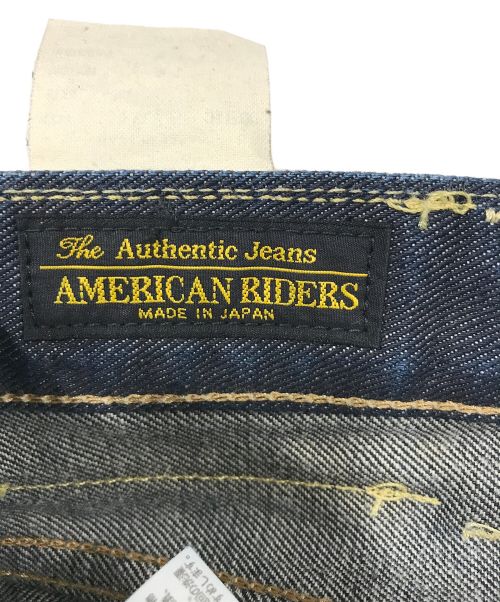 The Authentic Jeans
AMERICAN RIDERS
MADE IN JAPAN